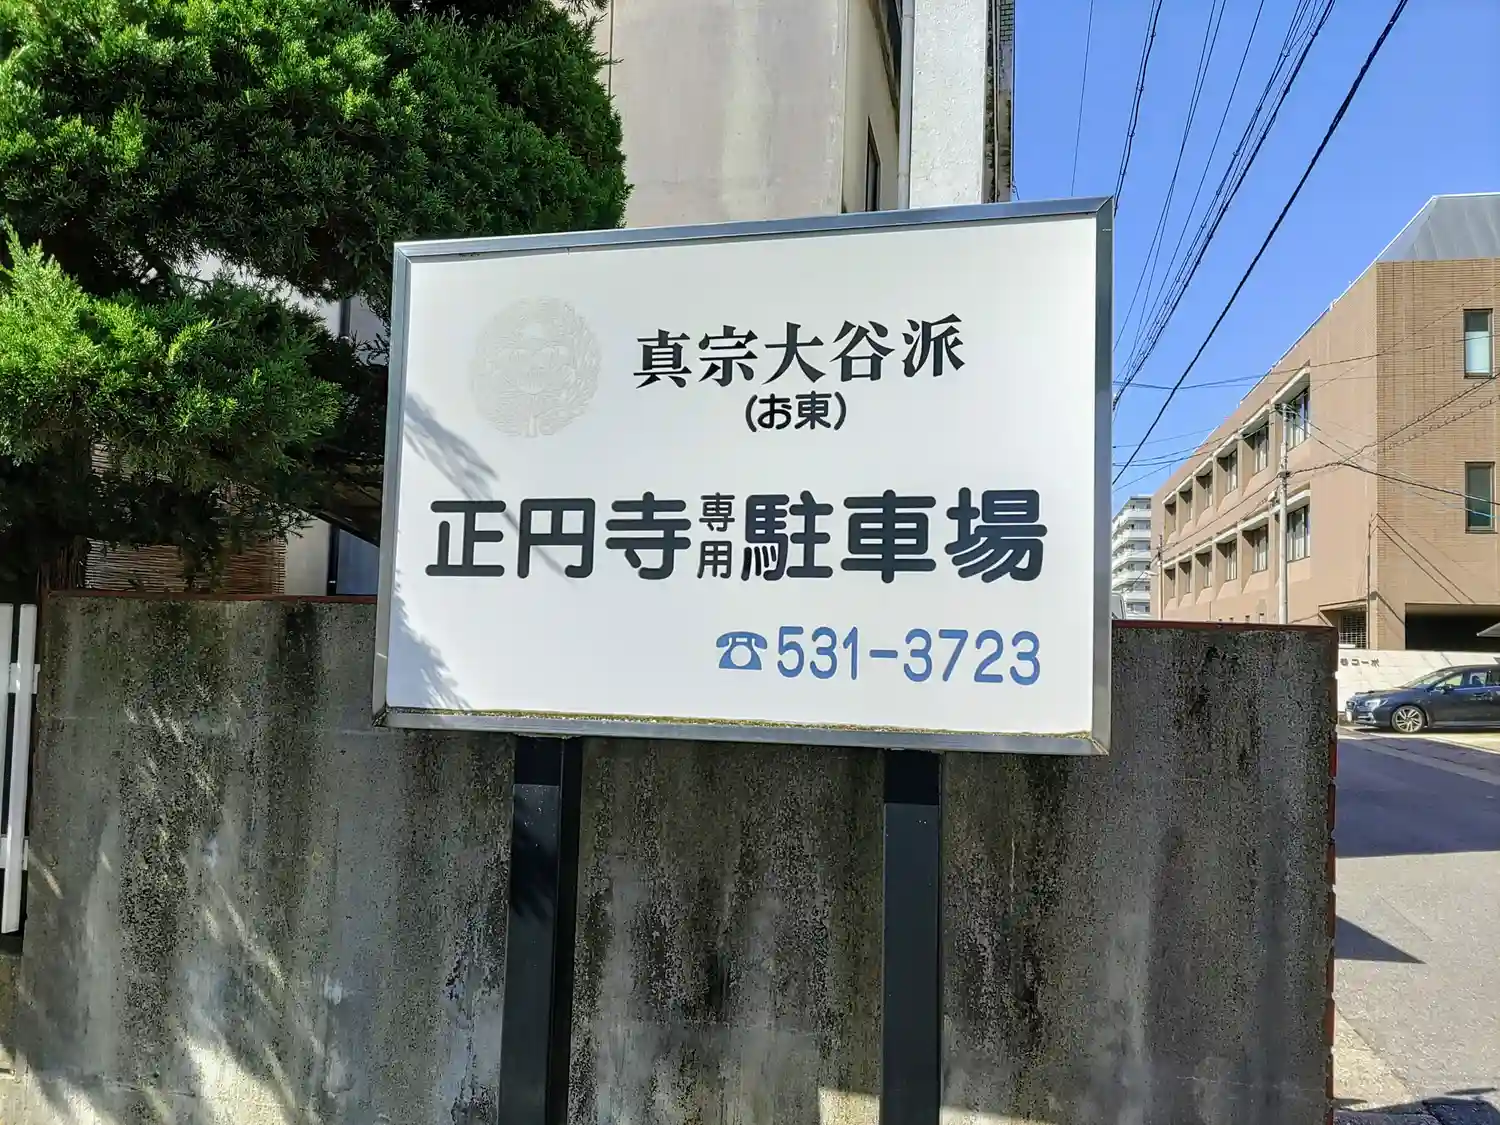 真宗大谷派
(お東)
正円寺専用駐車場
☎531-3723